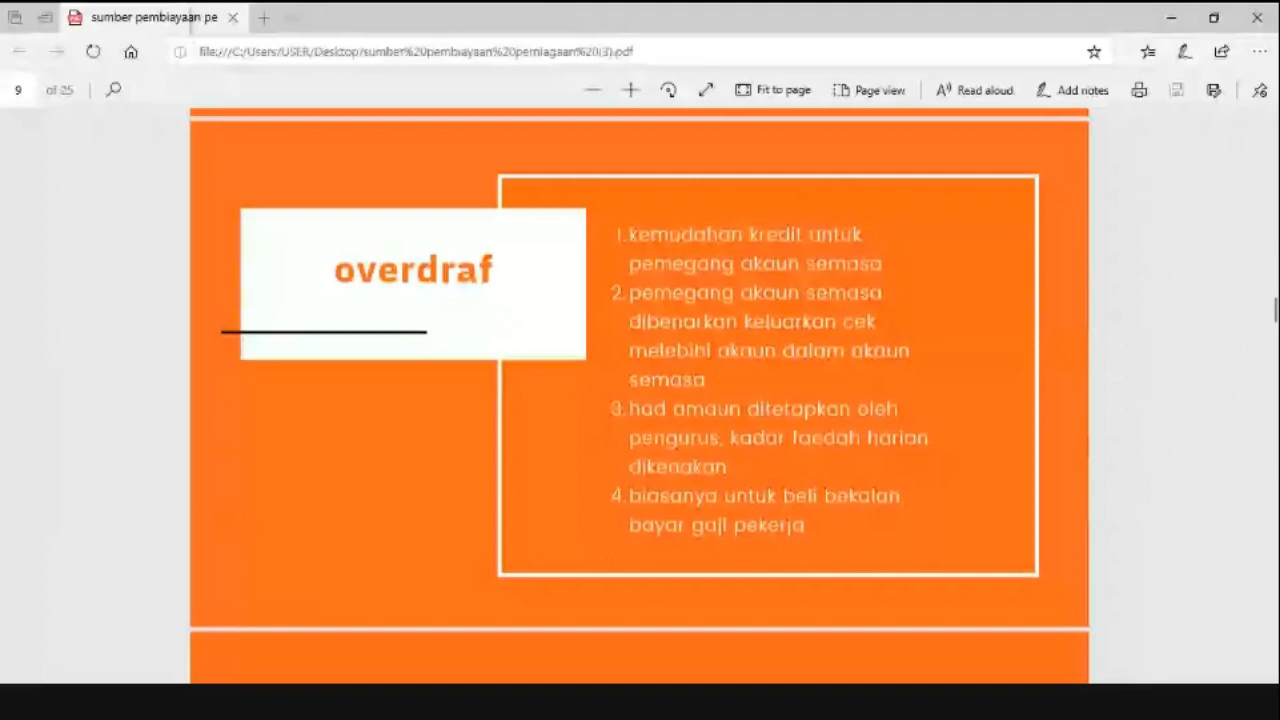 sumber pembiayaan pe
file:///C:/Users/USER/Desktop/sumber%20pembiayaan%20perniagaan%20(3).pdf
9 of 25 Fit to page Page view Read aloud Add notes
overdraf
1. kemudahan kredit untuk
pemegang akaun semasa
2. pemegang akaun semasa
dibenarkan keluarkan cek
melebihi akaun dalam akaun
semasa
3. had amaun ditetapkan oleh
pengurus, kadar faedah harian
dikenakan
4. biasanya untuk beli bekalan
bayar gaji pekerja